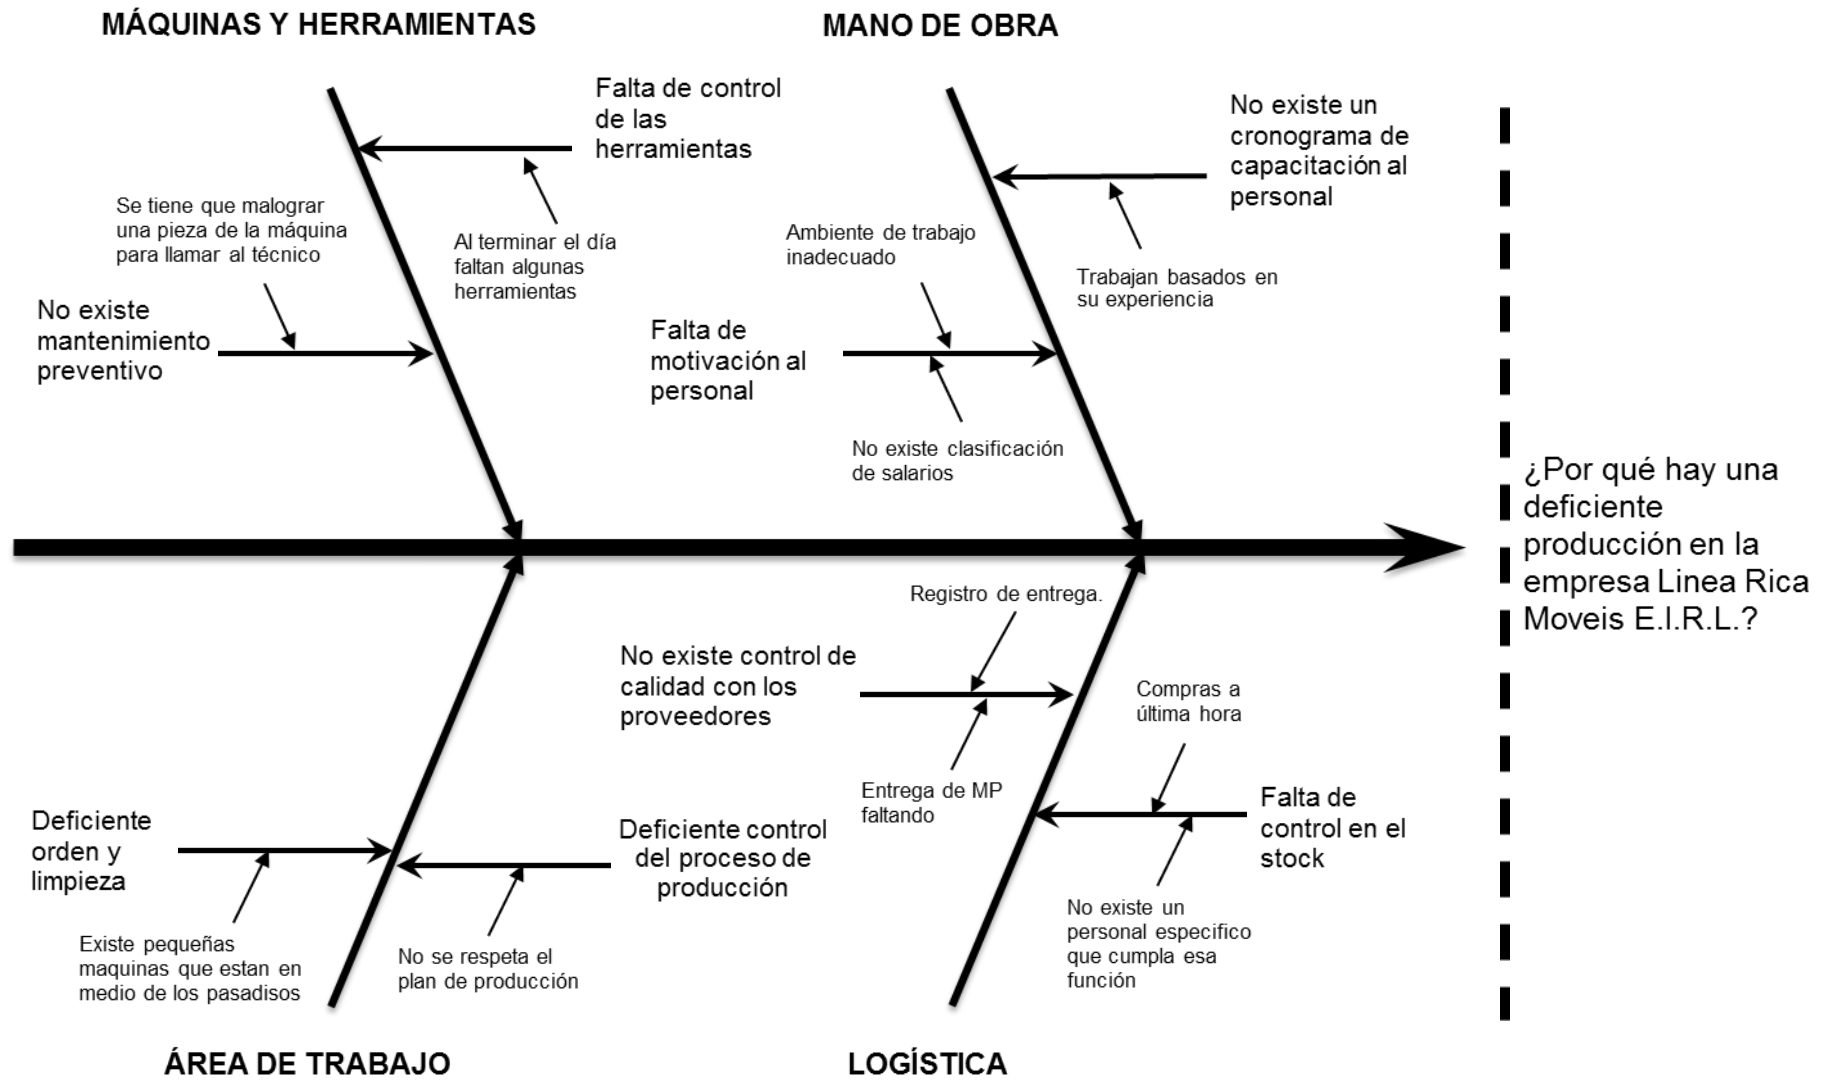 MÁQUINAS Y HERRAMIENTAS
MANO DE OBRA
Falta de control
de las
herramientas
Se tiene que malograr
una pieza de la máquina
para llamar al técnico
Al terminar el día
faltan algunas
herramientas
No existe
mantenimiento
preventivo
No existe un
cronograma de
capacitación al
personal
Ambiente de trabajo
inadecuado
Trabajan basados en
su experiencia
Falta de
motivación al
personal
No existe clasificación
de salarios
¿Por qué hay una
deficiente
producción en la
empresa Linea Rica
Moveis E.I.R.L.?
Registro de entrega.
No existe control de
calidad con los
proveedores
Entrega de MP
faltando
Compras a
última hora
Falta de
control en el
stock
No existe un
personal especifico
que cumpla esa
función
Deficiente
orden y
limpieza
Existe pequeñas
maquinas que estan en
medio de los pasadisos
Deficiente control
del proceso de
producción
No se respeta el
plan de producción
ÁREA DE TRABAJO
LOGÍSTICA